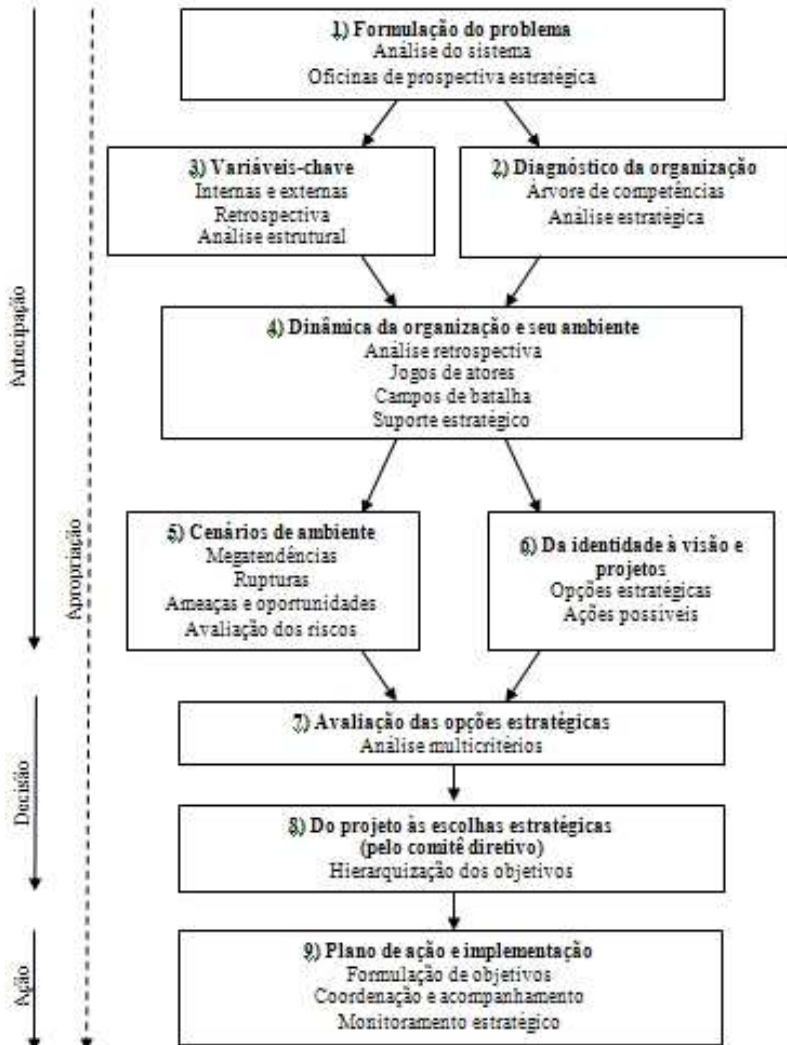 1) Formulação do problema
Análise do sistema
Oficinas de prospectiva estratégica
3) Variáveis-chave
Internas e externas
Retrospectiva
Análise estrutural
2) Diagnóstico da organização
Árvore de competências
Análise estratégica
4) Dinâmica da organização e seu ambiente
Análise retrospectiva
Jogos de atores
Campos de batalha
Suporte estratégico
5) Cenários de ambiente
Megatendências
Rupturas
Ameaças e oportunidades
Avaliação dos riscos
6) Da identidade à visão e
projetos
Opções estratégicas
Ações possíveis
7) Avaliação das opções estratégicas
Análise multicritérios
8) Do projeto às escolhas estratégicas
(pelo comitê diretivo)
Hierarquização dos objetivos
9) Plano de ação e implementação
Formulação de objetivos
Coordenação e acompanhamento
Monitoramento estratégico
Antecipação
Apropriação
Decisão
Ação